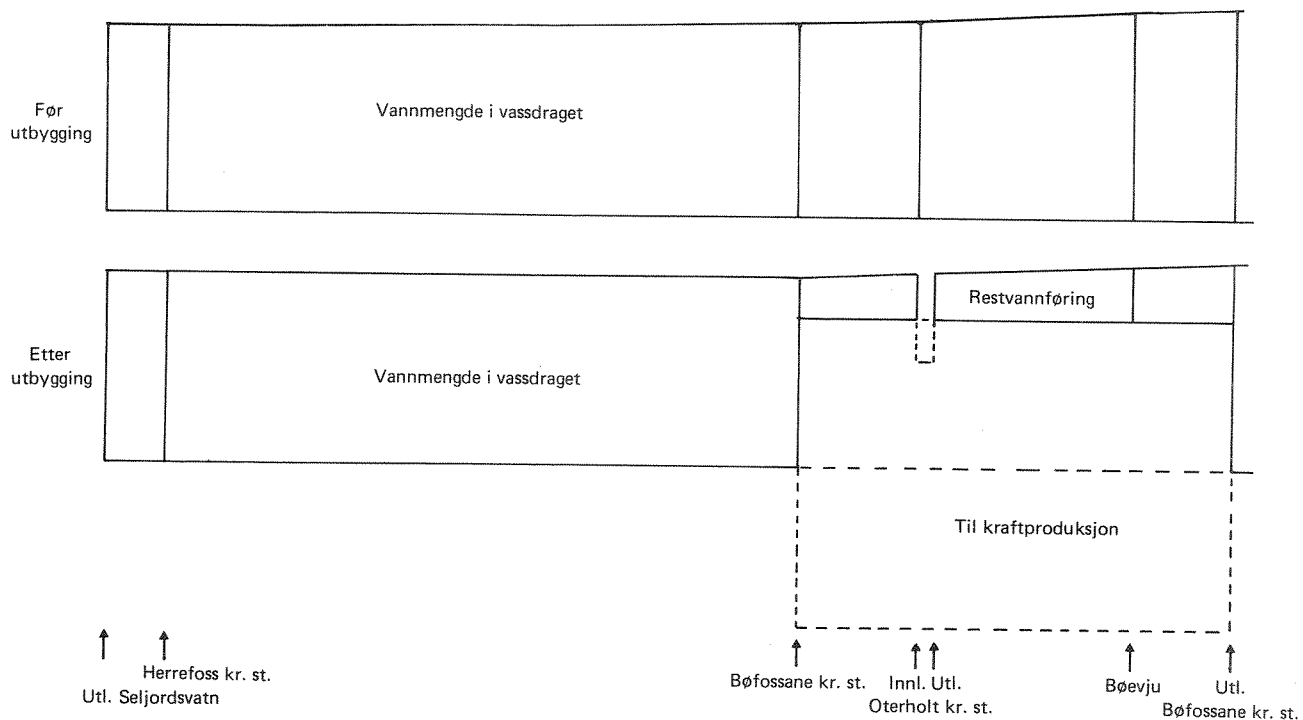 Før
utbygging
Vannmengde i vassdraget
Restvannføring
Etter
utbygging
Vannmengde i vassdraget
Til kraftproduksjon
Herrefoss kr. st.
Utl. Seljordsvatn
Bøfossane kr. st.
Innl. Utl.
Oterholt kr. st.
Bøevju
Utl.
Bøfossane kr. st.